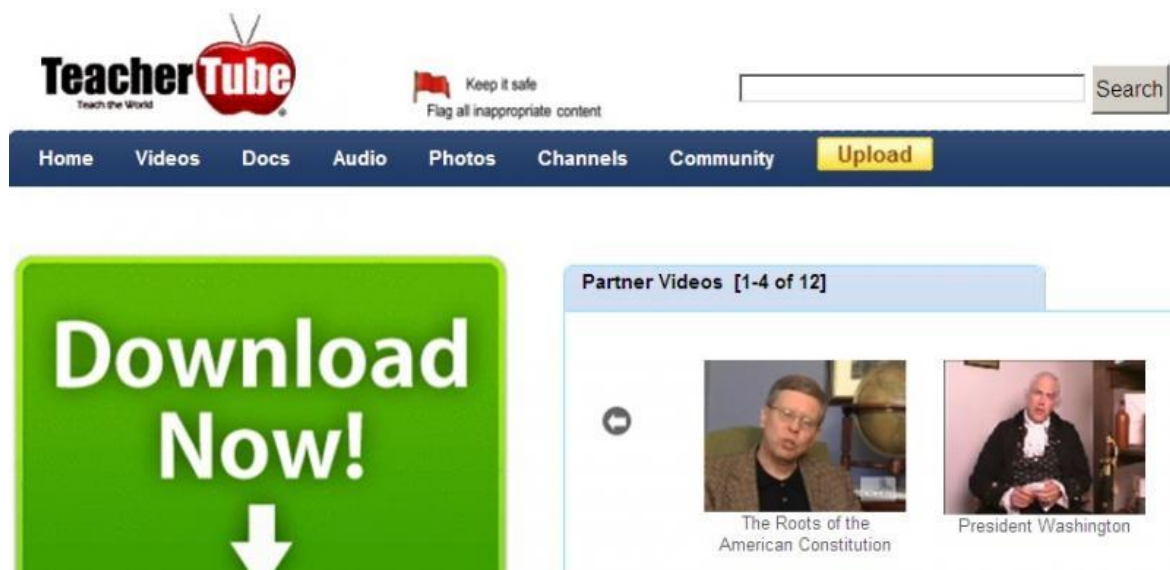 TeacherTube
Teach the World
Keep it safe
Flag all inappropriate content
Search
Home Videos Docs Audio Photos Channels Community Upload
Download
Now!
Partner Videos [1-4 of 12]
The Roots of the
American Constitution
President Washington